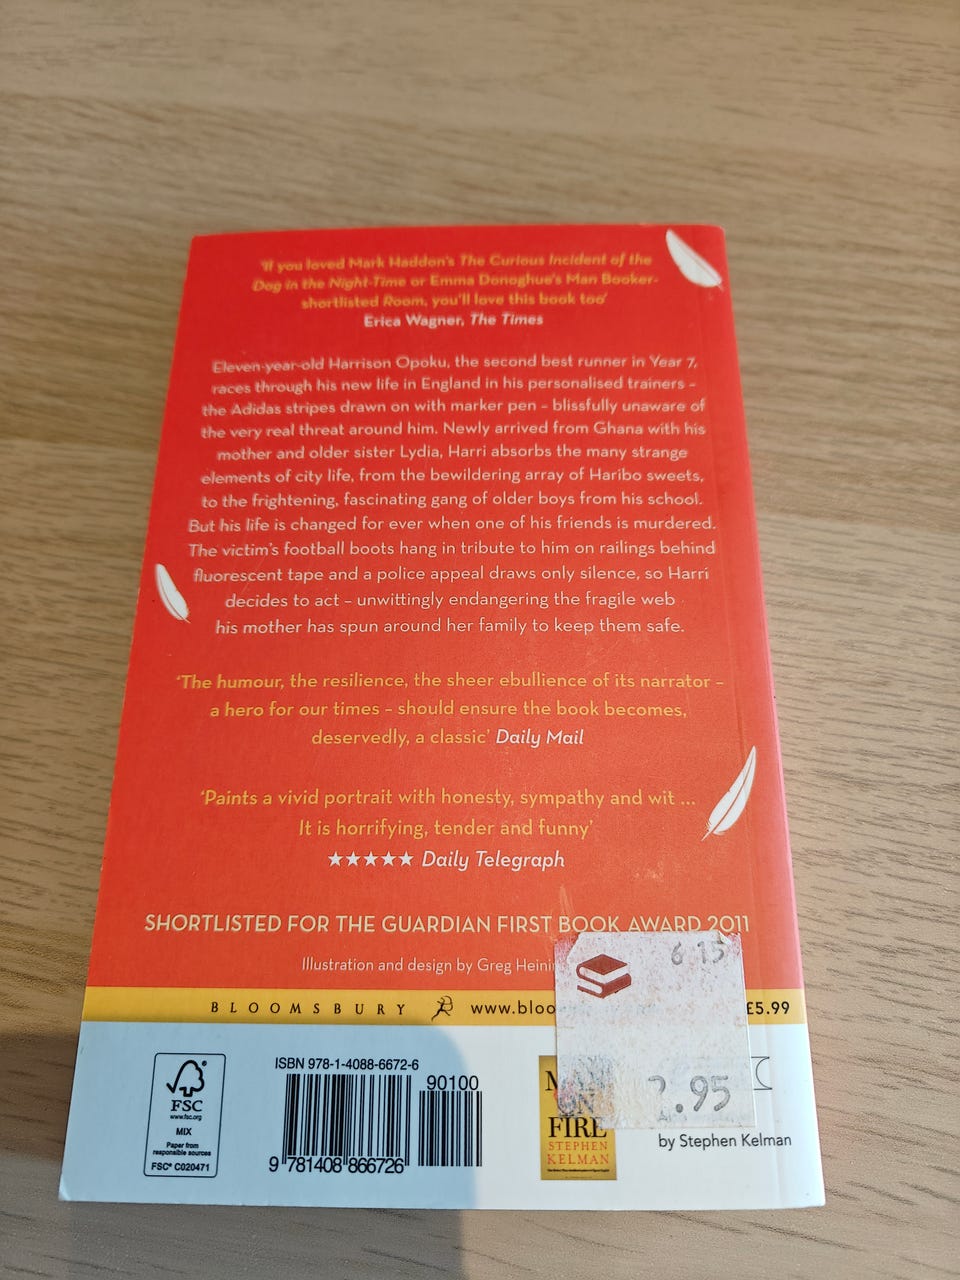 'If you loved Mark Haddon's The Curious Incident of the
Dog in the Night-Time or Emma Donoghue's Man Booker-
shortlisted Room, you'll love this book too'
Erica Wagner, The Times
Eleven-year-old Harrison Opoku, the second best runner in Year 7,
races through his new life in England in his personalised trainers –
the Adidas stripes drawn on with marker pen – blissfully unaware of
the very real threat around him. Newly arrived from Ghana with his
mother and older sister Lydia, Harri absorbs the many strange
elements of city life, from the bewildering array of Haribo sweets,
to the frightening, fascinating gang of older boys from his school.
But his life is changed for ever when one of his friends is murdered.
The victim's football boots hang in tribute to him on railings behind
fluorescent tape and a police appeal draws only silence, so Harri
decides to act – unwittingly endangering the fragile web
his mother has spun around her family to keep them safe.
'The humour, the resilience, the sheer ebullience of its narrator –
a hero for our times – should ensure the book becomes,
deservedly, a classic' Daily Mail
'Paints a vivid portrait with honesty, sympathy and wit ...
It is horrifying, tender and funny'
★★★★★ Daily Telegraph
SHORTLISTED FOR THE GUARDIAN FIRST BOOK AWARD 2011
6 15
Illustration and design by Greg
BLOOMSBURY www.bloo £5.99
FSC
www.fsc.org
MIX
Paper from
responsible sources
FSC® C020471
ISBN 978-1-4088-6672-6
90100
9 781408 866726
MAN
ON
FIRE
STEPHEN
KELMAN
.95
by Stephen Kelman